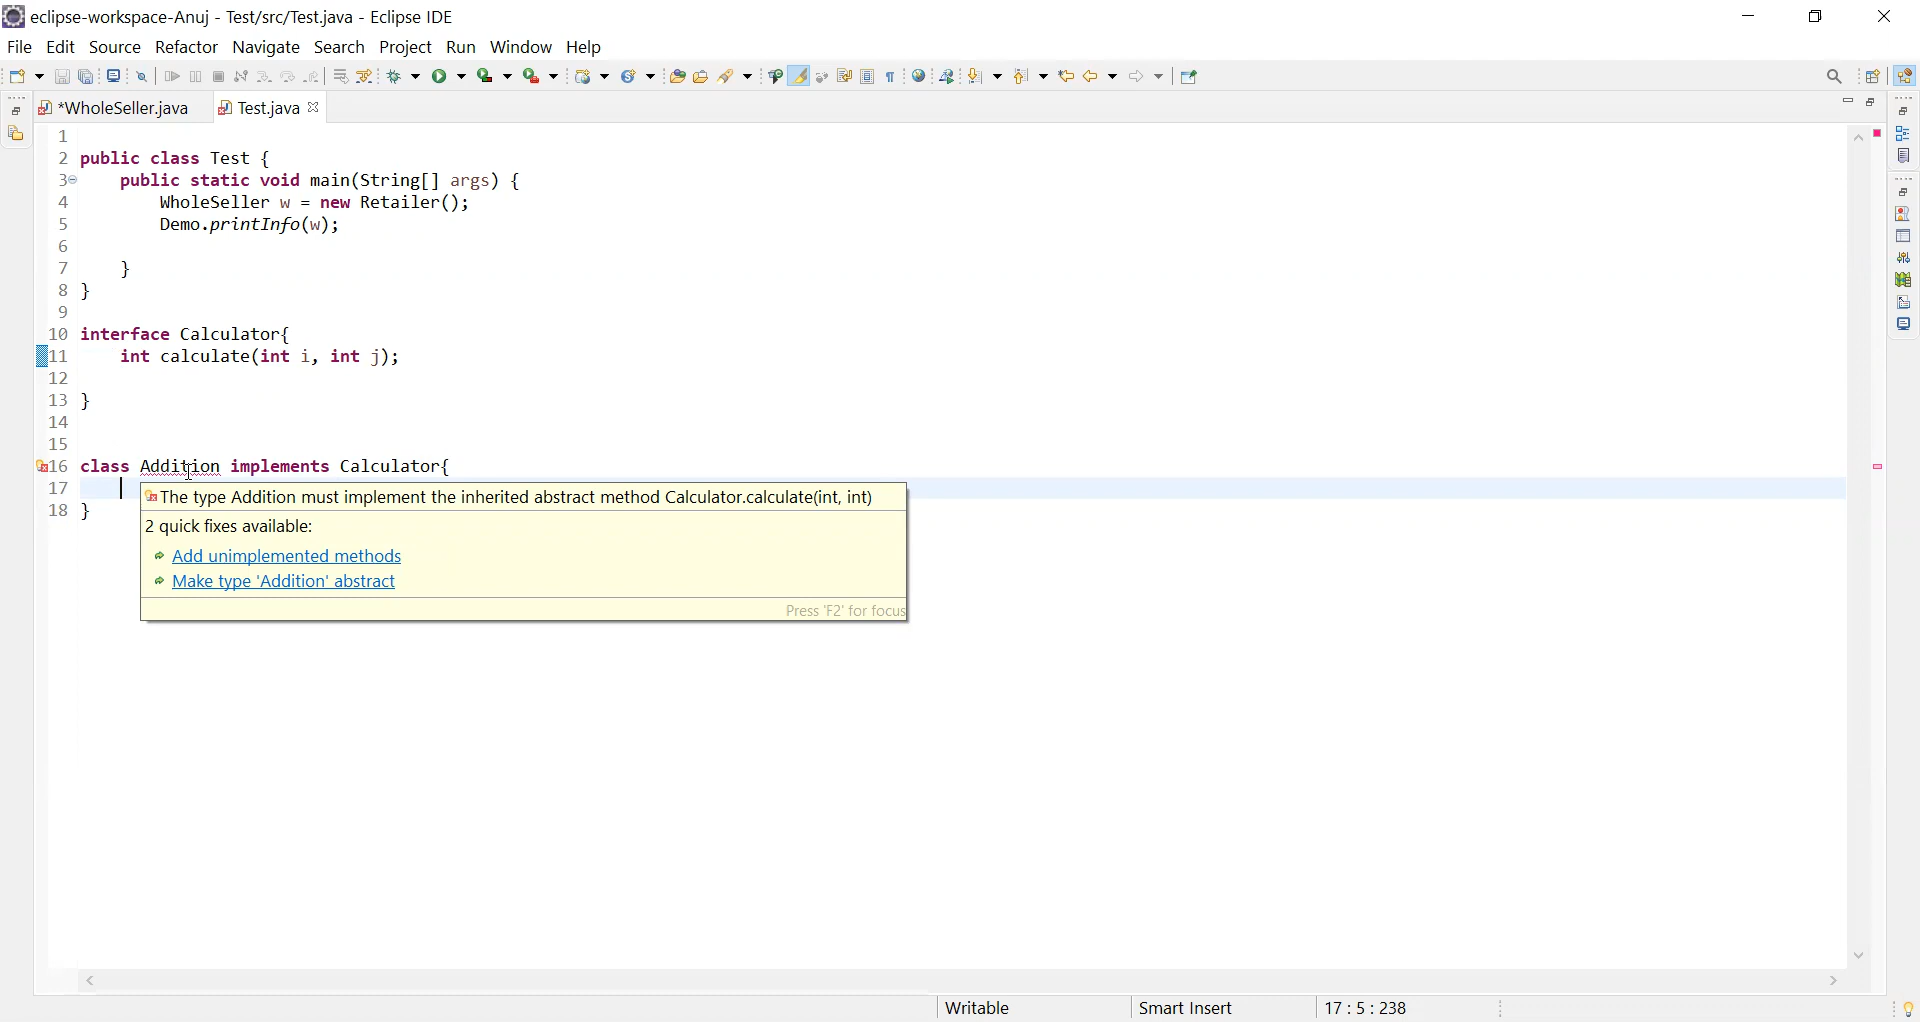 eclipse-workspace-Anuj - Test/src/Test.java - Eclipse IDE
File Edit Source Refactor Navigate Search Project Run Window Help
*WholeSeller.java Test.java
1
2 public class Test {
3 public static void main(String[] args) {
4 WholeSeller w = new Retailer();
5 Demo.printInfo(w);
6
7 }
8 }
9
10 interface Calculator{
11 int calculate(int i, int j);
12
13 }
14
15
16 class Addition implements Calculator{
17
18 }
The type Addition must implement the inherited abstract method Calculator.calculate(int, int)
2 quick fixes available:
Add unimplemented methods
Make type 'Addition' abstract
Press 'F2' for focus
Writable Smart Insert 17 : 5 : 238